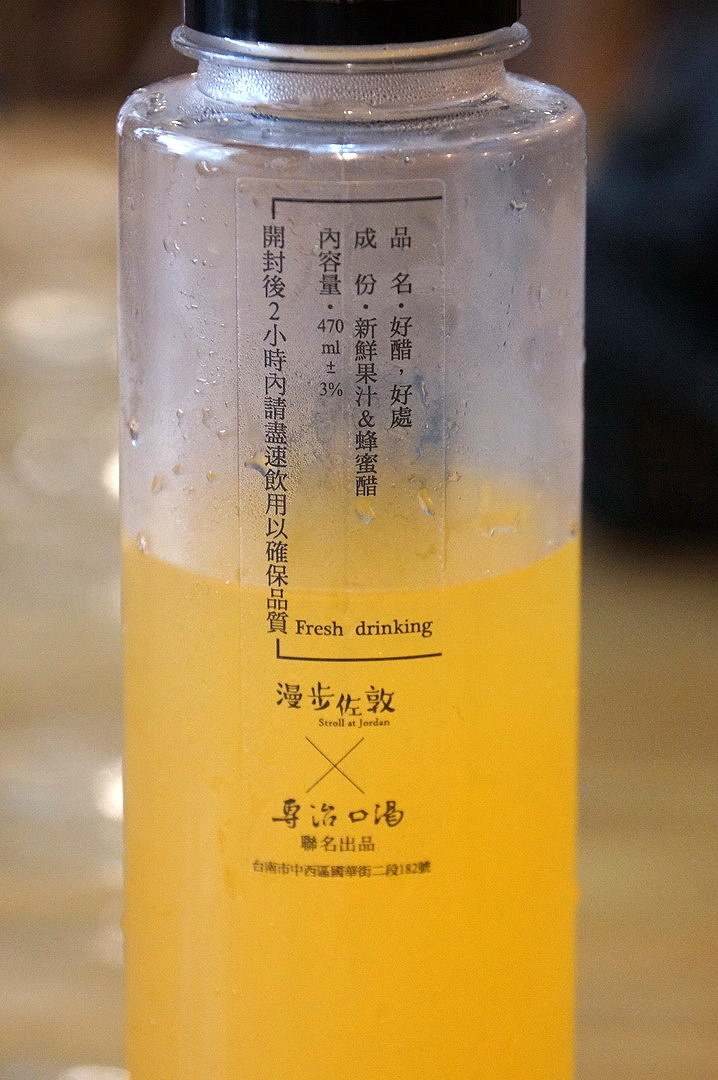 品名・好醋，好處
成份・新鮮果汁&蜂蜜醋
內容量・470ml±3%
開封後2小時內請盡速飲用以確保品質
Fresh drinking
漫步佐敦
Stroll at Jordan
專治口渴
聯名出品
台南市中西區國華街二段182號